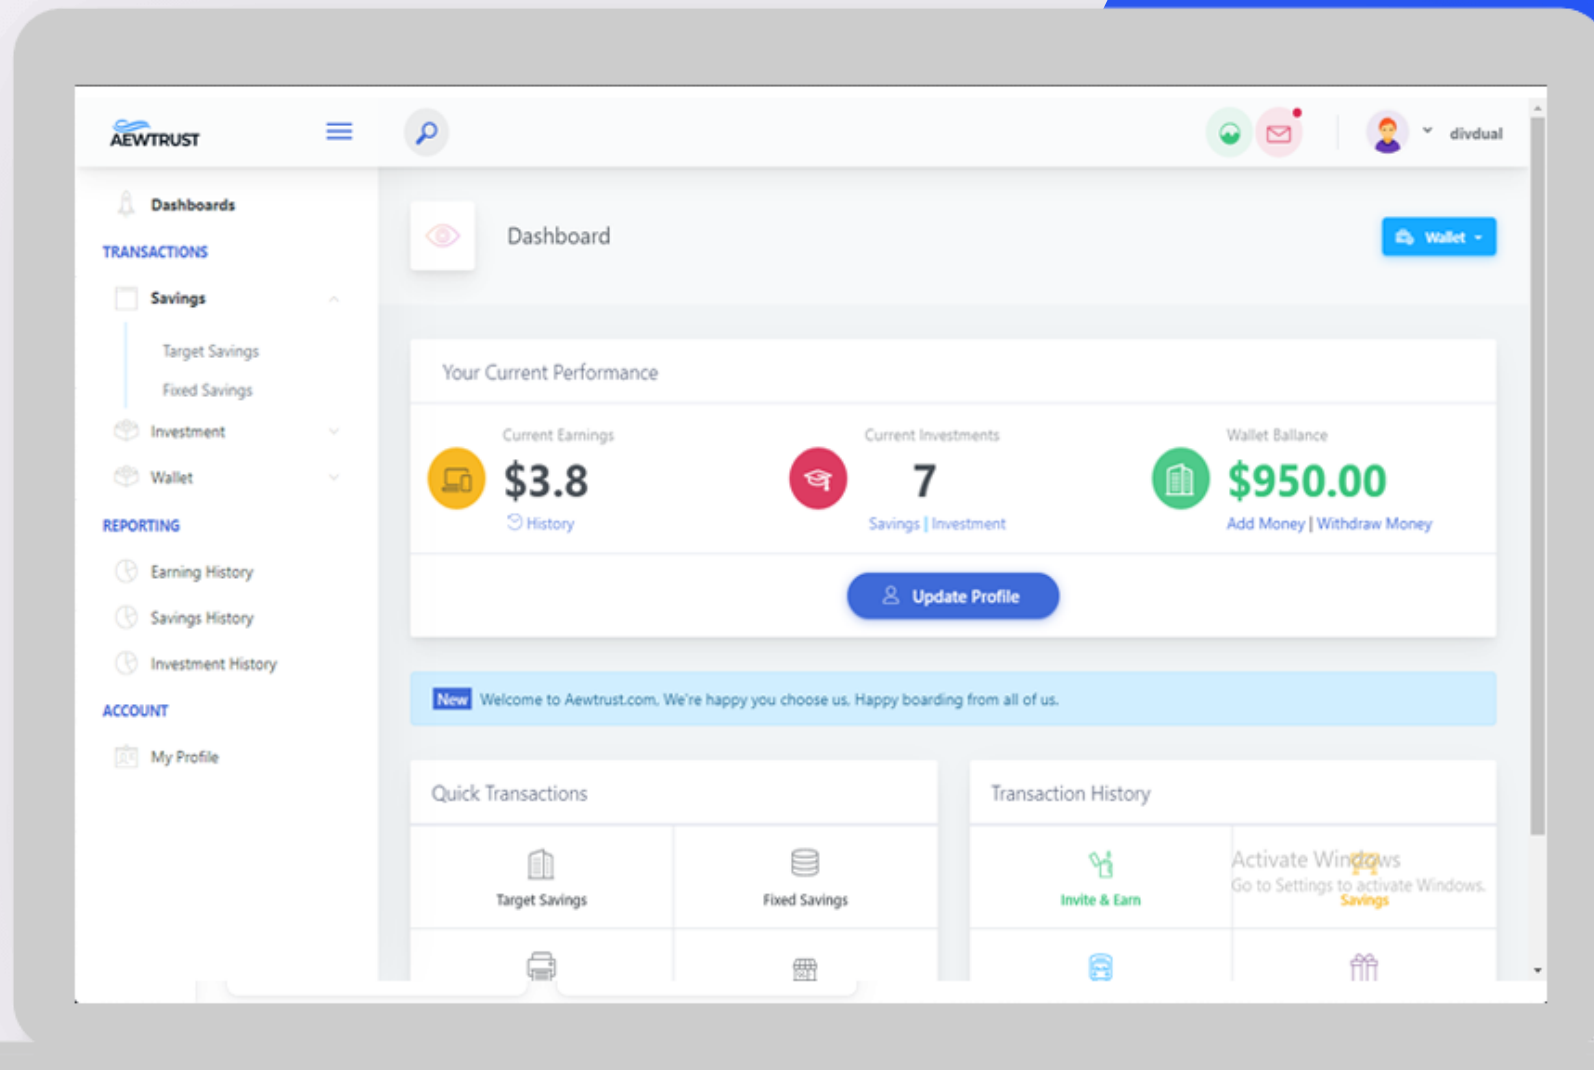 AEWTRUST
divdual
Dashboards
TRANSACTIONS
Savings
Target Savings
Fixed Savings
Investment
Wallet
REPORTING
Earning History
Savings History
Investment History
ACCOUNT
My Profile
Dashboard
Wallet
Your Current Performance
Current Earnings
$3.8
History
Current Investments
7
Savings | Investment
Wallet Ballance
$950.00
Add Money | Withdraw Money
Update Profile
New Welcome to Aewtrust.com, We're happy you choose us, Happy boarding from all of us.
Quick Transactions
Target Savings
Fixed Savings
Transaction History
Invite & Earn
Activate Windows
Go to Settings to activate Windows.
Savings